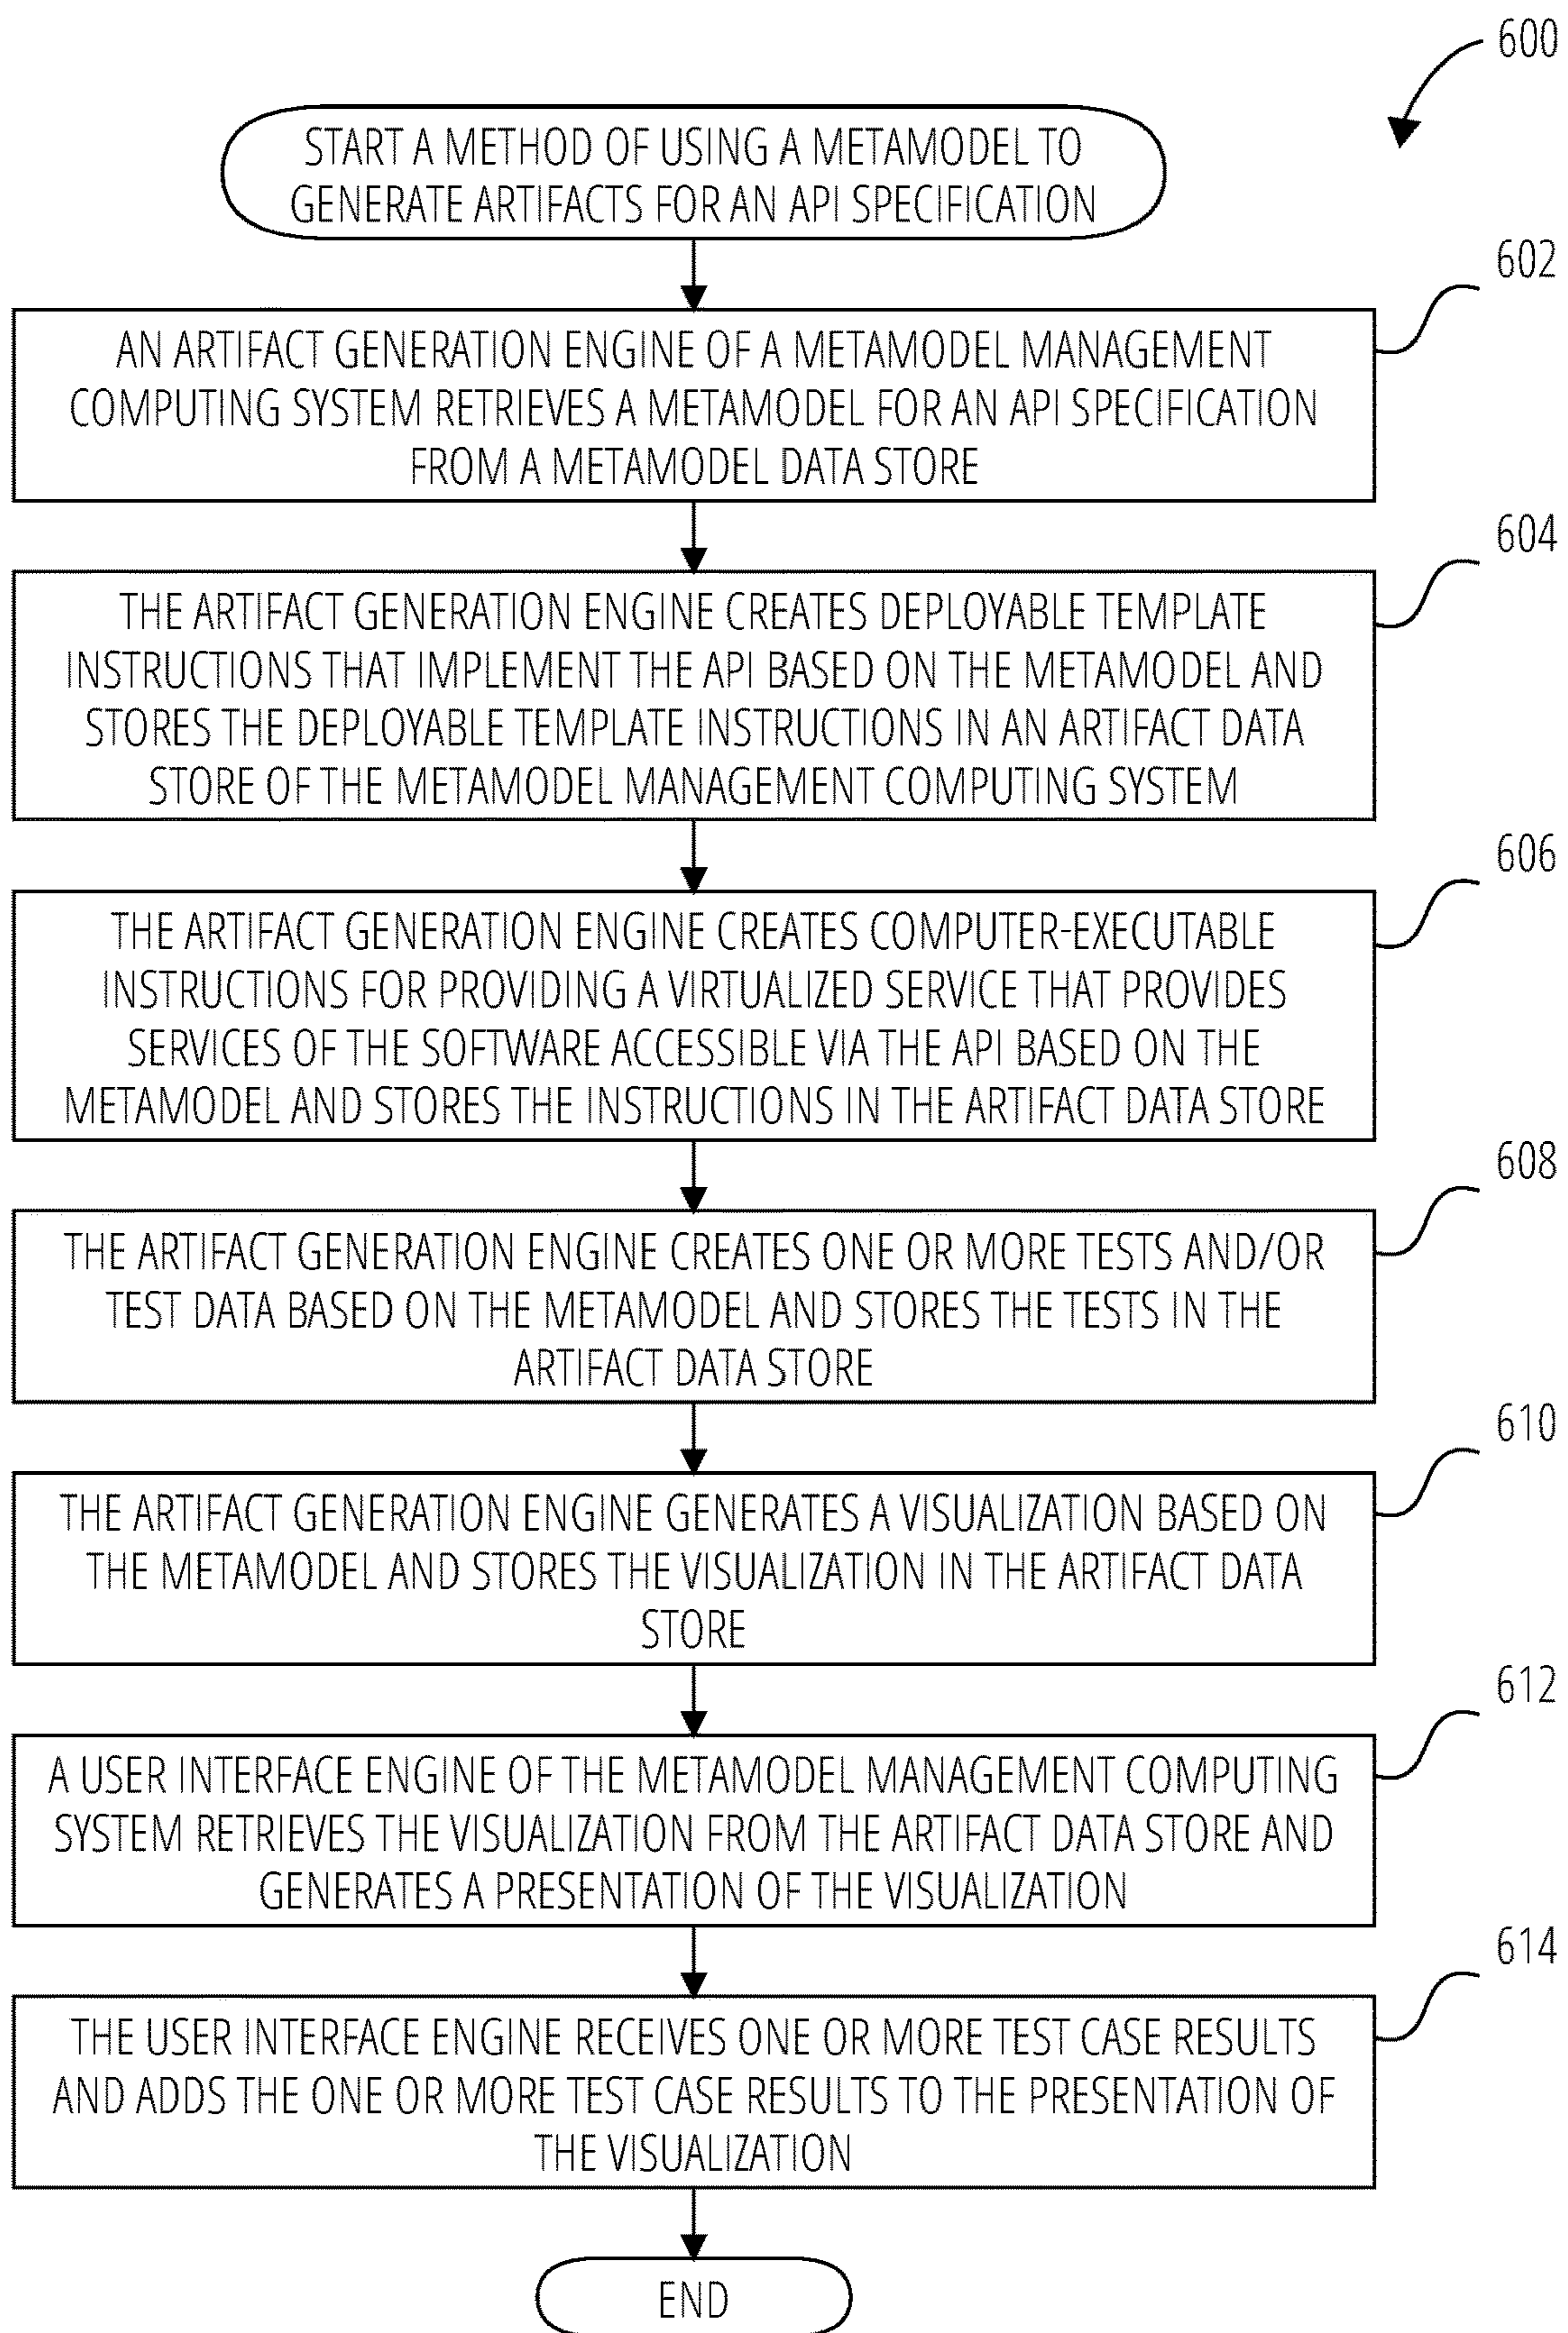 600
START A METHOD OF USING A METAMODEL TO
GENERATE ARTIFACTS FOR AN API SPECIFICATION
602
AN ARTIFACT GENERATION ENGINE OF A METAMODEL MANAGEMENT
COMPUTING SYSTEM RETRIEVES A METAMODEL FOR AN API SPECIFICATION
FROM A METAMODEL DATA STORE
604
THE ARTIFACT GENERATION ENGINE CREATES DEPLOYABLE TEMPLATE
INSTRUCTIONS THAT IMPLEMENT THE API BASED ON THE METAMODEL AND
STORES THE DEPLOYABLE TEMPLATE INSTRUCTIONS IN AN ARTIFACT DATA
STORE OF THE METAMODEL MANAGEMENT COMPUTING SYSTEM
606
THE ARTIFACT GENERATION ENGINE CREATES COMPUTER-EXECUTABLE
INSTRUCTIONS FOR PROVIDING A VIRTUALIZED SERVICE THAT PROVIDES
SERVICES OF THE SOFTWARE ACCESSIBLE VIA THE API BASED ON THE
METAMODEL AND STORES THE INSTRUCTIONS IN THE ARTIFACT DATA STORE
608
THE ARTIFACT GENERATION ENGINE CREATES ONE OR MORE TESTS AND/OR
TEST DATA BASED ON THE METAMODEL AND STORES THE TESTS IN THE
ARTIFACT DATA STORE
610
THE ARTIFACT GENERATION ENGINE GENERATES A VISUALIZATION BASED ON
THE METAMODEL AND STORES THE VISUALIZATION IN THE ARTIFACT DATA
STORE
612
A USER INTERFACE ENGINE OF THE METAMODEL MANAGEMENT COMPUTING
SYSTEM RETRIEVES THE VISUALIZATION FROM THE ARTIFACT DATA STORE AND
GENERATES A PRESENTATION OF THE VISUALIZATION
614
THE USER INTERFACE ENGINE RECEIVES ONE OR MORE TEST CASE RESULTS
AND ADDS THE ONE OR MORE TEST CASE RESULTS TO THE PRESENTATION OF
THE VISUALIZATION
END